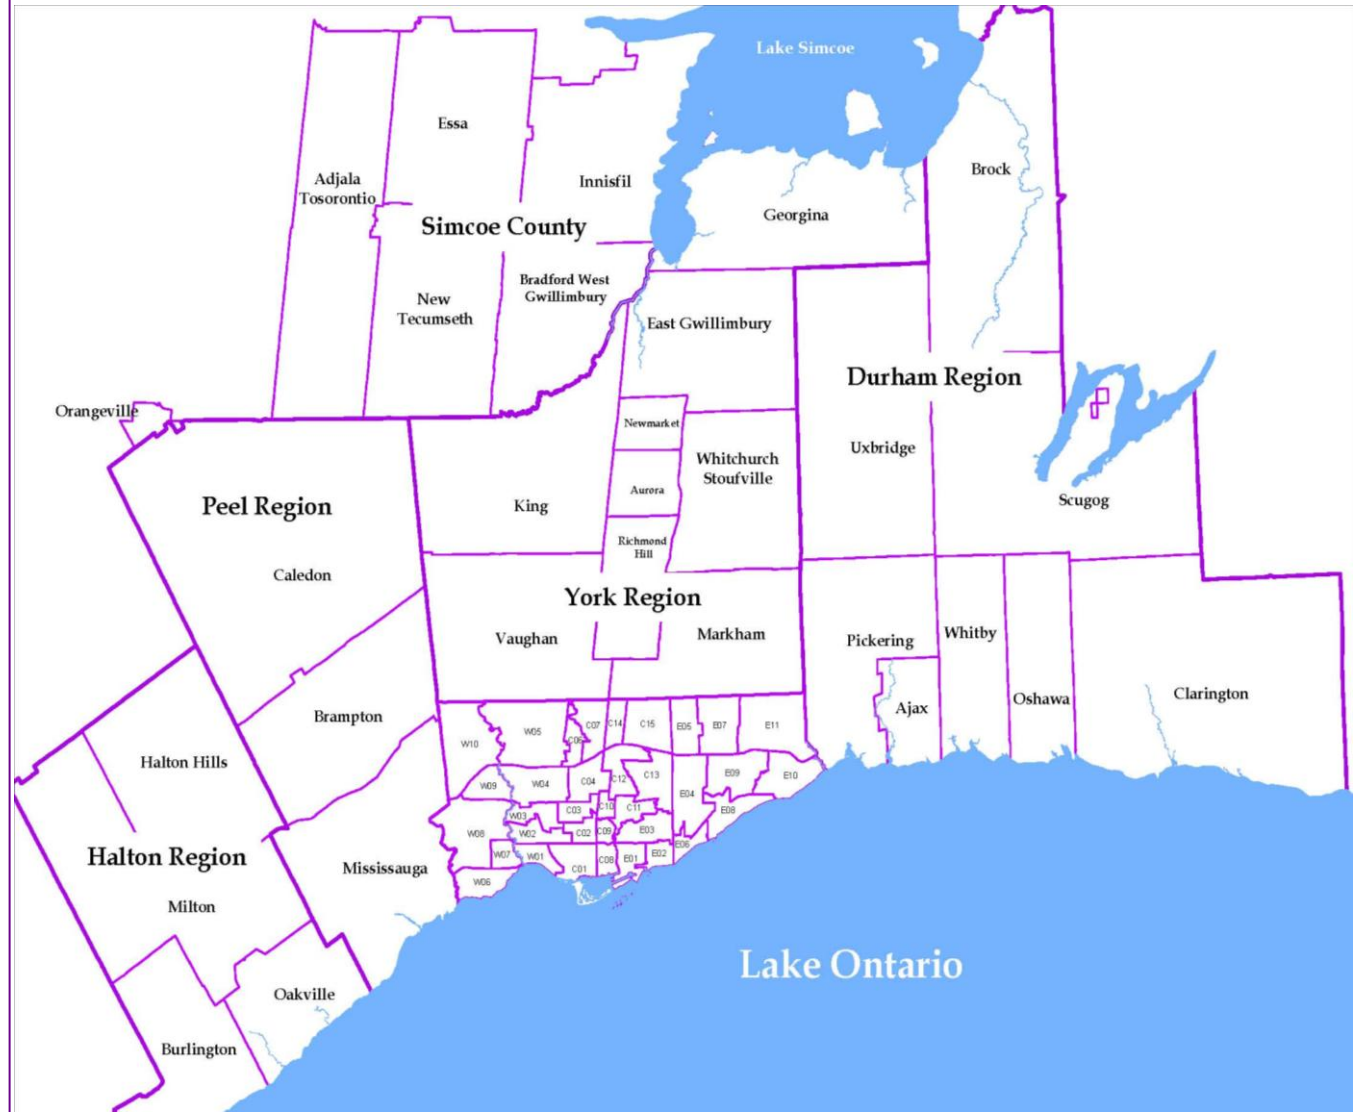 Lake Simcoe
Essa
Brock
Adjala
Tosorontio
Innisfil
Georgina
Simcoe County
Bradford West
Gwillimbury
New
Tecumseth
East Gwillimbury
Durham Region
Orangeville
Newmarket
Uxbridge
Whitchurch
Stoufville
Aurora
Scugog
Peel Region
King
Richmond
Hill
Caledon
York Region
Vaughan
Markham
Pickering
Whitby
Clarington
Oshawa
Ajax
Brampton
W10
W05
C06
C07
C14
C15
E05
E07
E11
Halton Hills
W09
W04
C04
C12
C13
E04
E09
E10
W03
C03
C10
C11
E08
W08
W02
C02
C09
E03
E06
Halton Region
W07
W01
C01
C08
E01
E02
Mississauga
W06
Milton
Lake Ontario
Oakville
Burlington